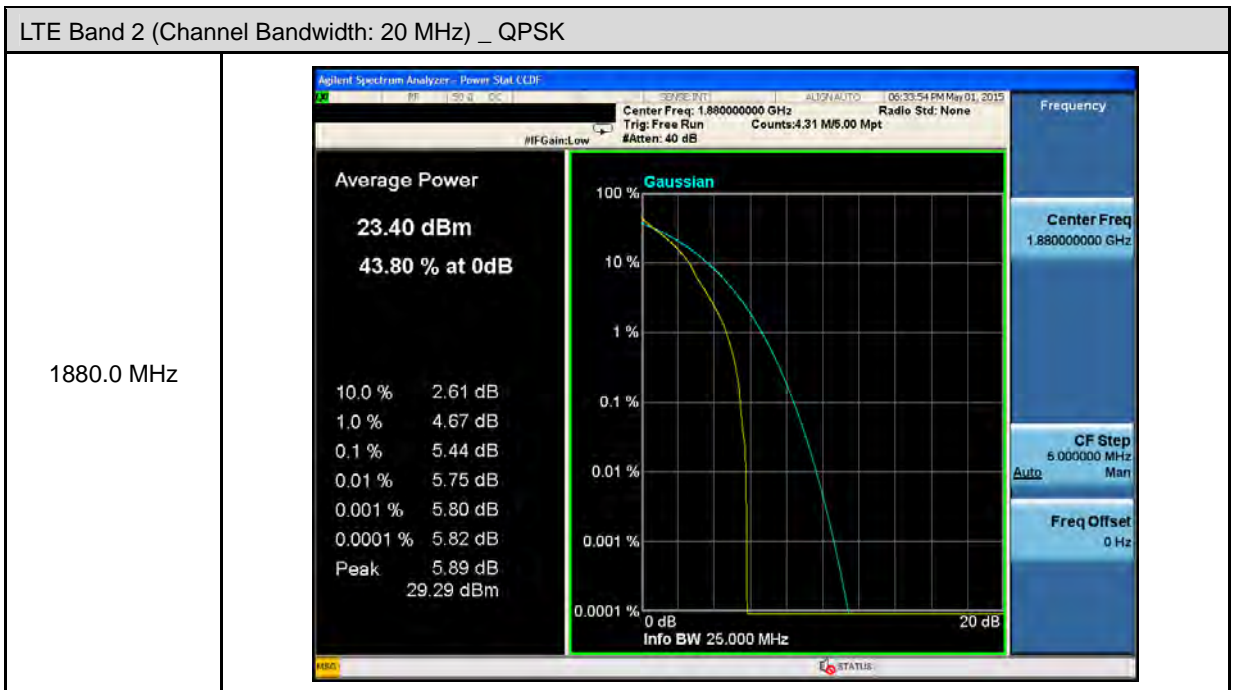 LTE Band 2 (Channel Bandwidth: 20 MHz) _ QPSK
1880.0 MHz
Agilent Spectrum Analyzer - Power Stat CCDF
RF 50 Ω DC SENSE:INT ALIGN AUTO 06:33:54 PM May 01, 2015
Center Freq: 1.880000000 GHz Radio Std: None
Trig: Free Run Counts:4.31 M/5.00 Mpt
#IFGain:Low #Atten: 40 dB
Average Power
23.40 dBm
43.80 % at 0dB
10.0 % 2.61 dB
1.0 % 4.67 dB
0.1 % 5.44 dB
0.01 % 5.75 dB
0.001 % 5.80 dB
0.0001 % 5.82 dB
Peak 5.89 dB
29.29 dBm
Gaussian
100 %
10 %
1 %
0.1 %
0.01 %
0.001 %
0.0001 %
0 dB 20 dB
Info BW 25.000 MHz
Frequency
Center Freq
1.880000000 GHz
CF Step
5.000000 MHz
Auto Man
Freq Offset
0 Hz
MSG STATUS